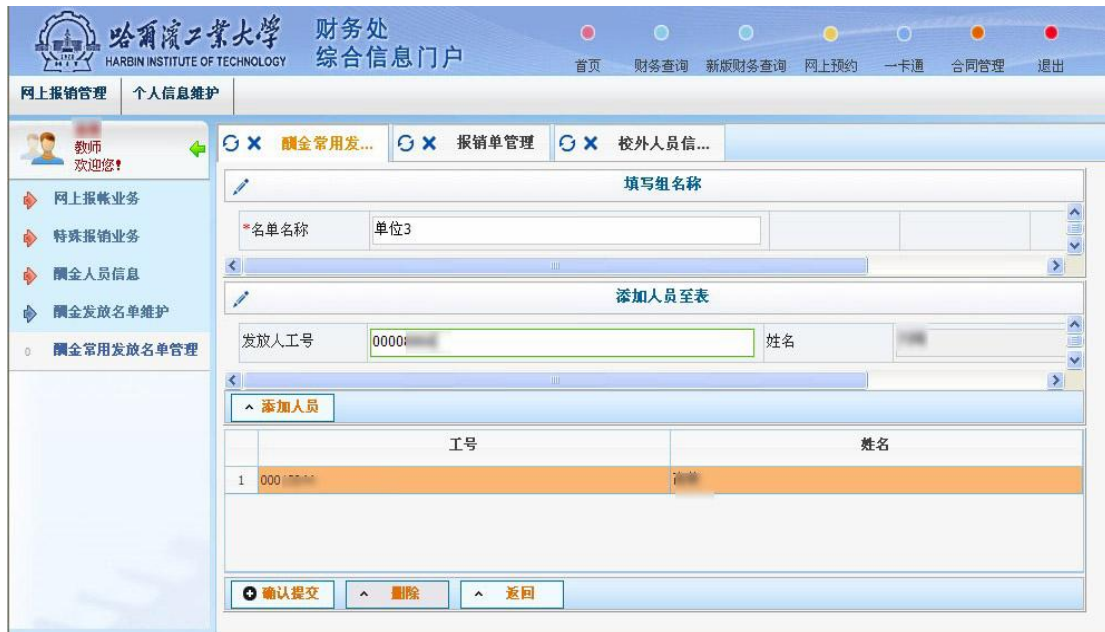 哈爾濱工業大學
HARBIN INSTITUTE OF TECHNOLOGY
财务处
综合信息门户
首页 财务查询 新版财务查询 网上预约 一卡通 合同管理 退出
网上报销管理 个人信息维护
教师
欢迎您!
网上报帐业务
特殊报销业务
酬金人员信息
酬金发放名单维护
0 酬金常用发放名单管理
酬金常用发... 报销单管理 校外人员信...
填写组名称
*名单名称 单位3
添加人员至表
发放人工号 0000 姓名
添加人员
工号 姓名
1 000
确认提交 删除 返回